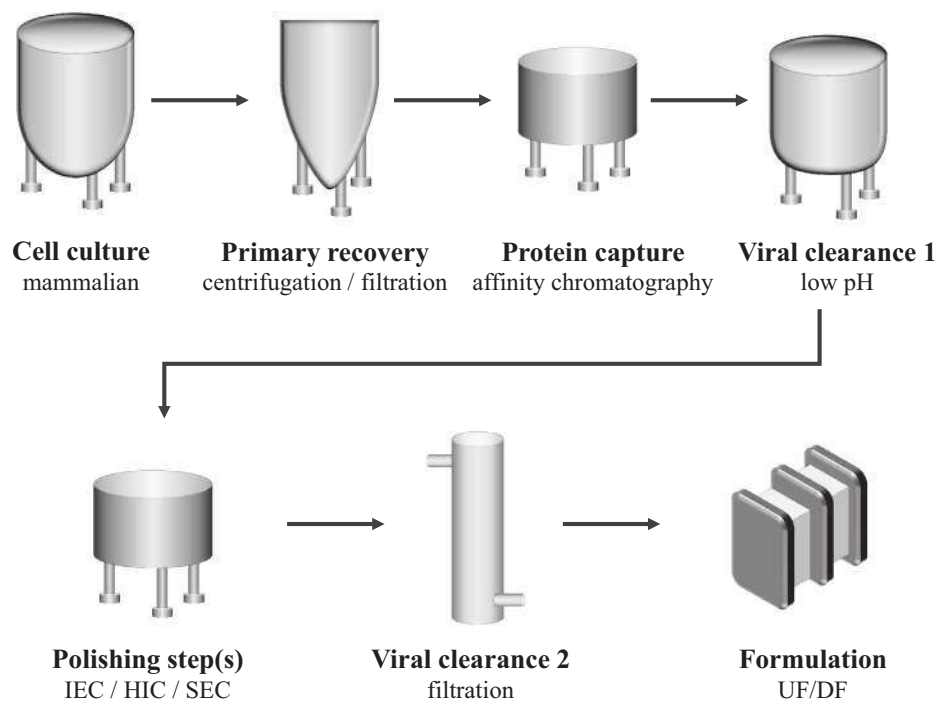 Cell culture
mammalian
Primary recovery
centrifugation / filtration
Protein capture
affinity chromatography
Viral clearance 1
low pH
Polishing step(s)
IEC / HIC / SEC
Viral clearance 2
filtration
Formulation
UF/DF